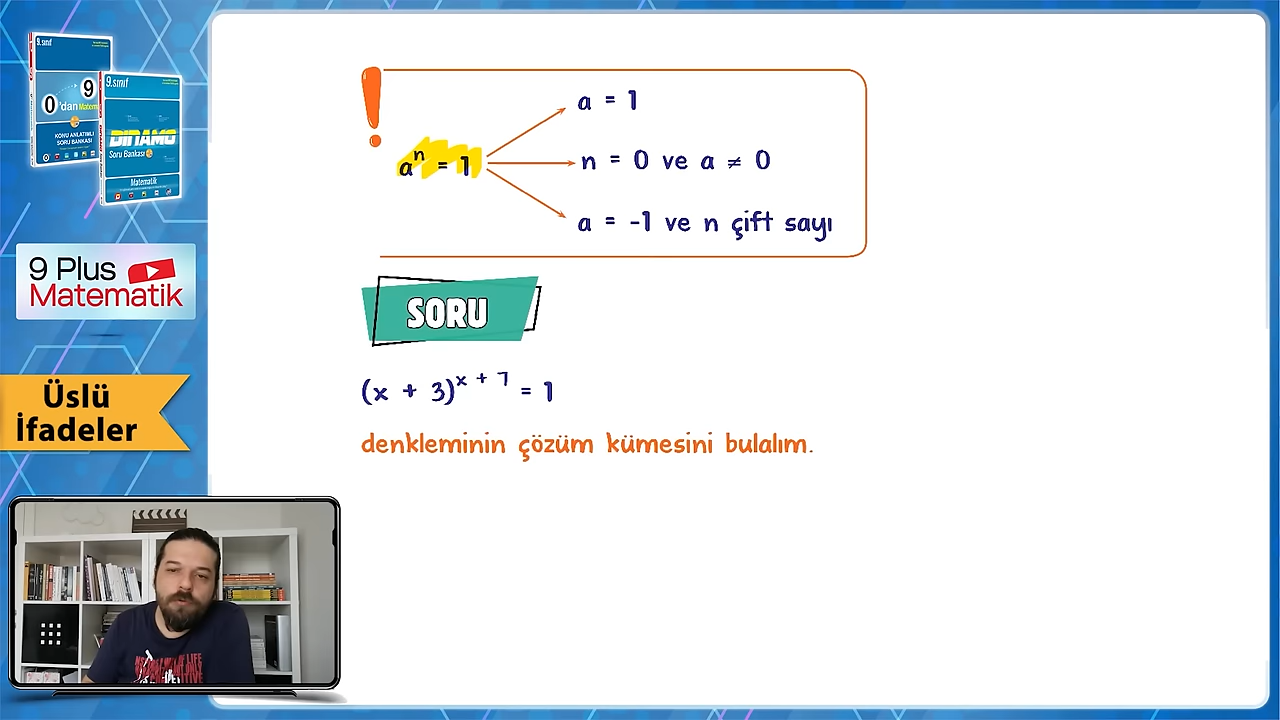 9.sınıf
0'dan 9
KONU ANLATIMLI
SORU BANKASI
9.sınıf
DİNAMO
Soru Bankası
Matematik
9 Plus
Matematik
Üslü
İfadeler
!
aⁿ = 1
a = 1
n = 0 ve a ≠ 0
a = -1 ve n çift sayı
SORU
(x + 3)^(x + 7) = 1
denkleminin çözüm kümesini bulalım.